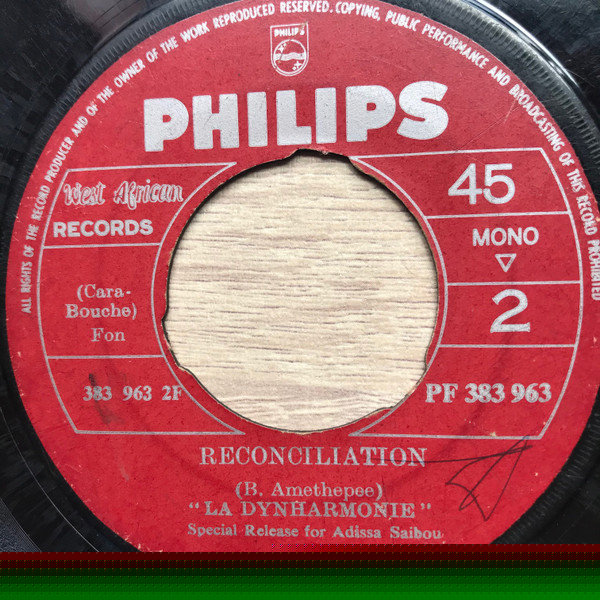 ALL RIGHTS OF THE RECORD PRODUCER AND OF THE OWNER OF THE WORK REPRODUCED RESERVED. COPYING, PUBLIC PERFORMANCE AND BROADCASTING OF THIS RECORD PROHIBITED
PHILIPS
PHILIPS
West African
RECORDS
45
MONO
2
(Cara-
Bouche)
Fon
383 963 2F
PF 383 963
RECONCILIATION
(B. Amethepee)
"LA DYNHARMONIE"
Special Release for Adissa Saibou